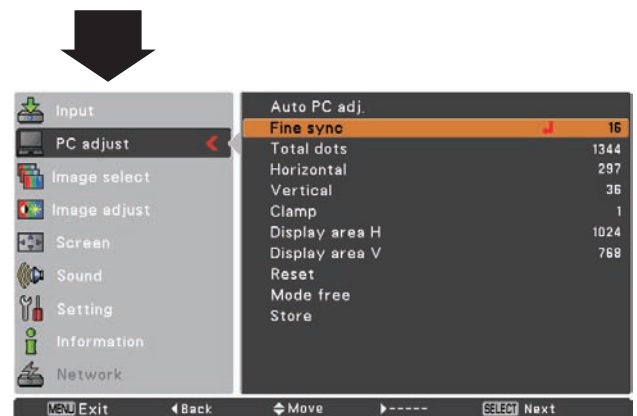 Input
PC adjust
Image select
Image adjust
Screen
Sound
Setting
Information
Network
Auto PC adj.
Fine sync 16
Total dots 1344
Horizontal 297
Vertical 36
Clamp 1
Display area H 1024
Display area V 768
Reset
Mode free
Store
MENU Exit ◀Back Move ▶----- SELECT Next